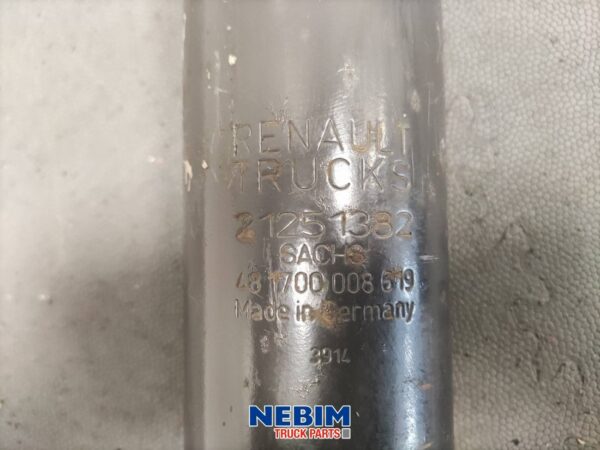 RENAULT
TRUCKS
21251382
SACHS
481700 008 619
Made in Germany
3914
NEBIM
TRUCK PARTS